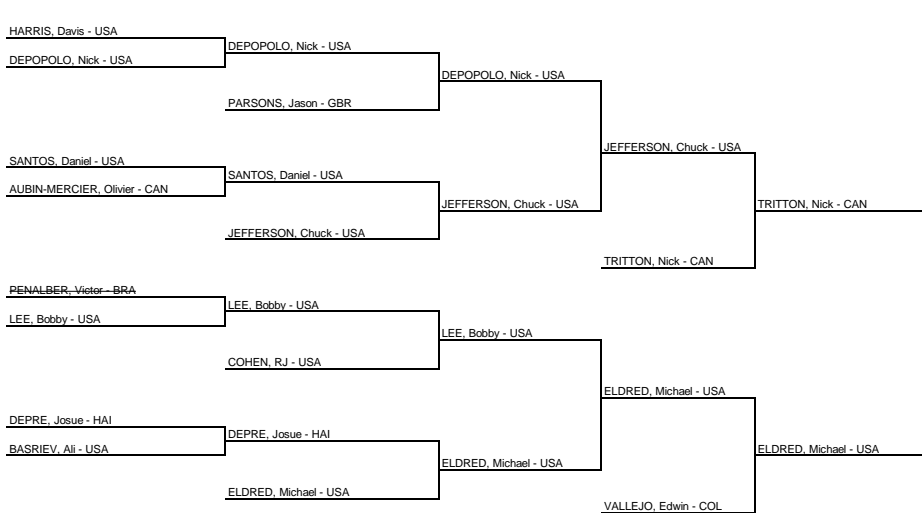 HARRIS, Davis - USA
DEPOPOLO, Nick - USA
DEPOPOLO, Nick - USA
DEPOPOLO, Nick - USA
PARSONS, Jason - GBR
JEFFERSON, Chuck - USA
SANTOS, Daniel - USA
SANTOS, Daniel - USA
AUBIN-MERCIER, Olivier - CAN
JEFFERSON, Chuck - USA
TRITTON, Nick - CAN
JEFFERSON, Chuck - USA
TRITTON, Nick - CAN
PENALBER, Victor - BRA
LEE, Bobby - USA
LEE, Bobby - USA
LEE, Bobby - USA
COHEN, RJ - USA
ELDRED, Michael - USA
DEPRE, Josue - HAI
DEPRE, Josue - HAI
BASRIEV, Ali - USA
ELDRED, Michael - USA
ELDRED, Michael - USA
ELDRED, Michael - USA
VALLEJO, Edwin - COL